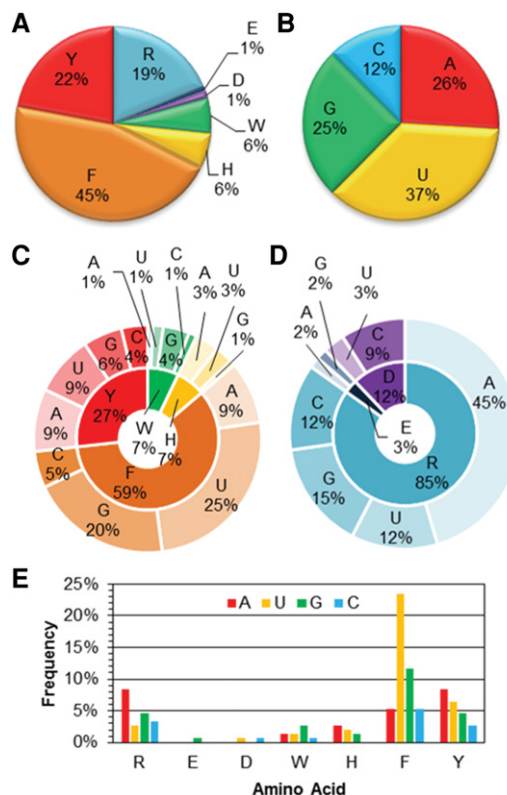 A
B
E
1%
R
19%
Y
22%
D
1%
W
6%
H
6%
F
45%
C
12%
A
26%
G
25%
U
37%
C
D
A
1%
U
1%
C
1%
A
3%
U
3%
G
1%
G
4%
C
4%
G
6%
U
9%
A
9%
C
5%
G
20%
U
25%
A
9%
Y
27%
W
7%
H
7%
F
59%
A
2%
G
2%
U
3%
C
9%
A
45%
D
12%
E
3%
R
85%
C
12%
G
15%
U
12%
E
25%
20%
15%
10%
5%
0%
Frequency
A U G C
R E D W H F Y
Amino Acid